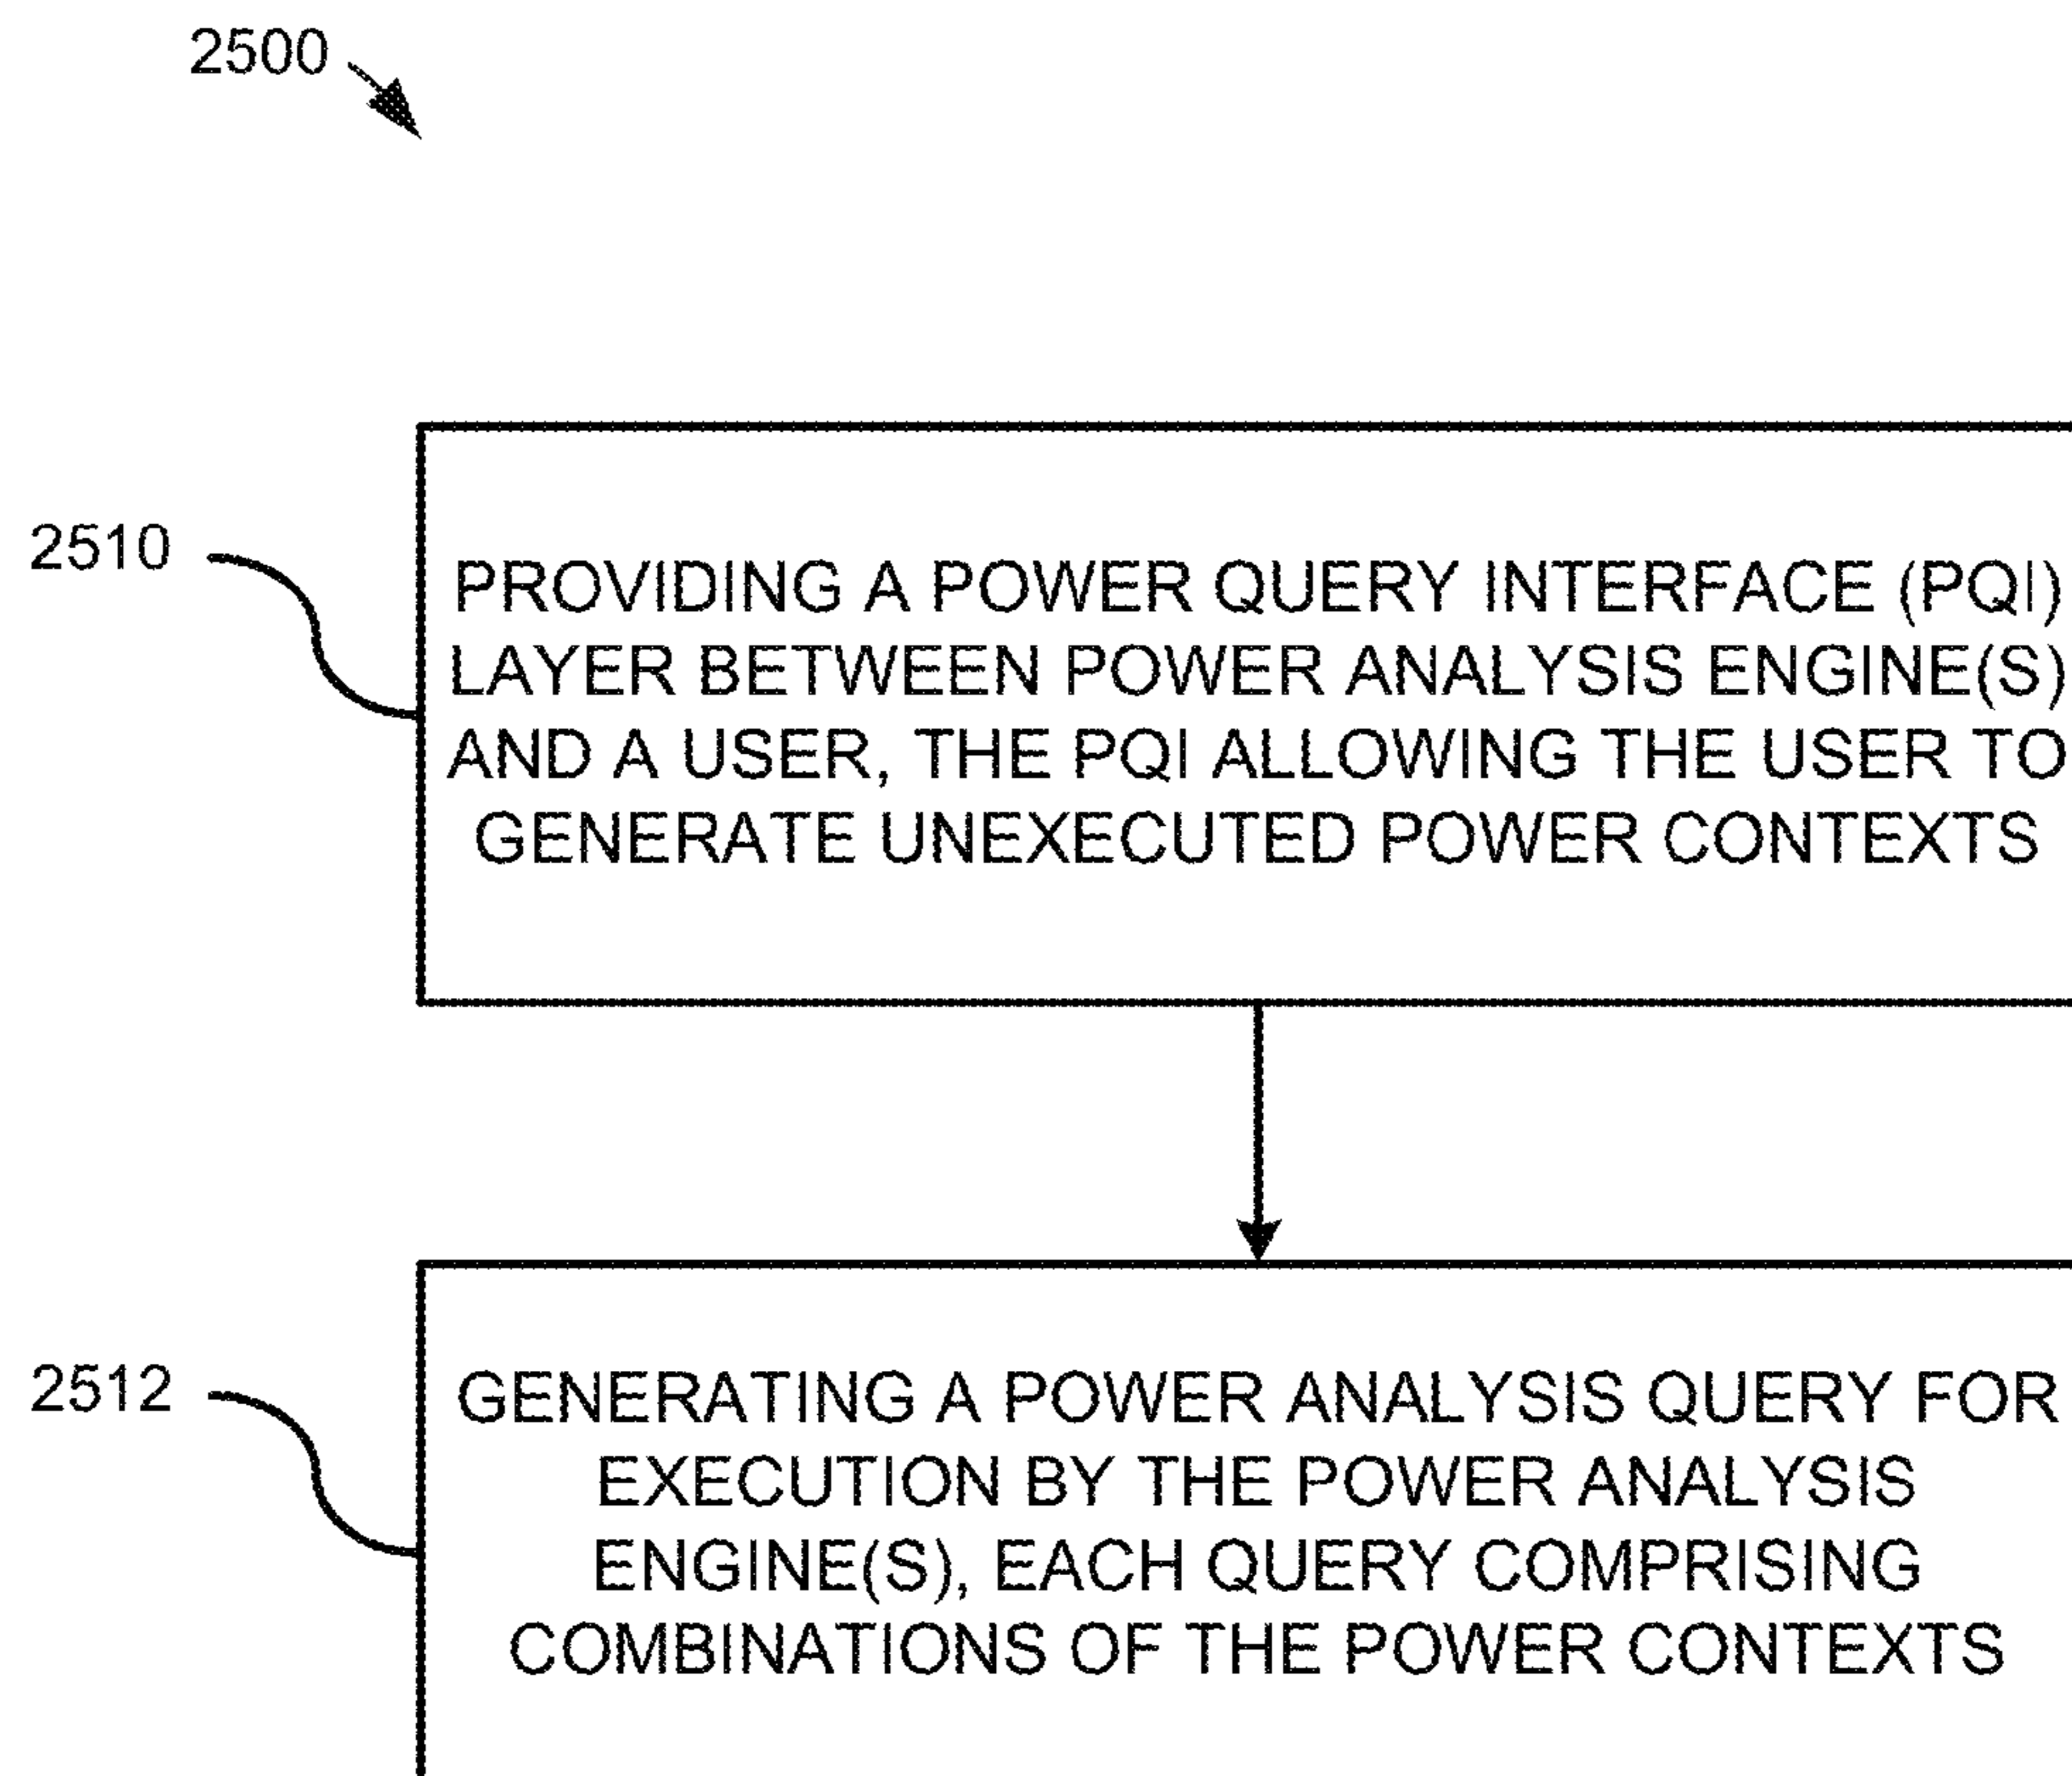 2500
2510
PROVIDING A POWER QUERY INTERFACE (PQI)
LAYER BETWEEN POWER ANALYSIS ENGINE(S)
AND A USER, THE PQI ALLOWING THE USER TO
GENERATE UNEXECUTED POWER CONTEXTS
2512
GENERATING A POWER ANALYSIS QUERY FOR
EXECUTION BY THE POWER ANALYSIS
ENGINE(S), EACH QUERY COMPRISING
COMBINATIONS OF THE POWER CONTEXTS